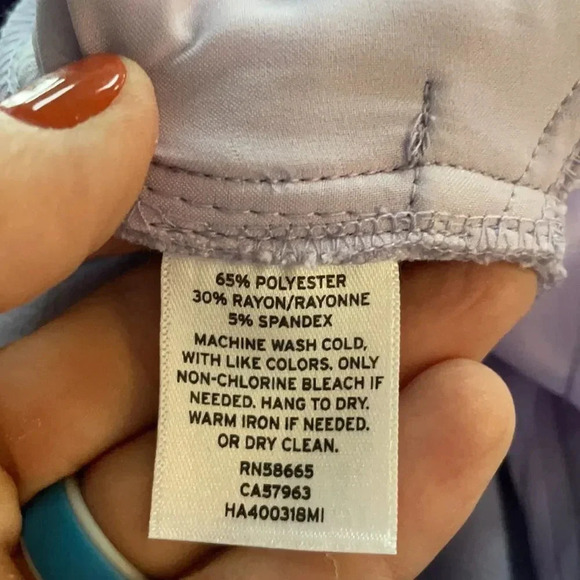 65% POLYESTER
30% RAYON/RAYONNE
5% SPANDEX
MACHINE WASH COLD,
WITH LIKE COLORS. ONLY
NON-CHLORINE BLEACH IF
NEEDED. HANG TO DRY.
WARM IRON IF NEEDED.
OR DRY CLEAN.
RN58665
CA57963
HA400318MI